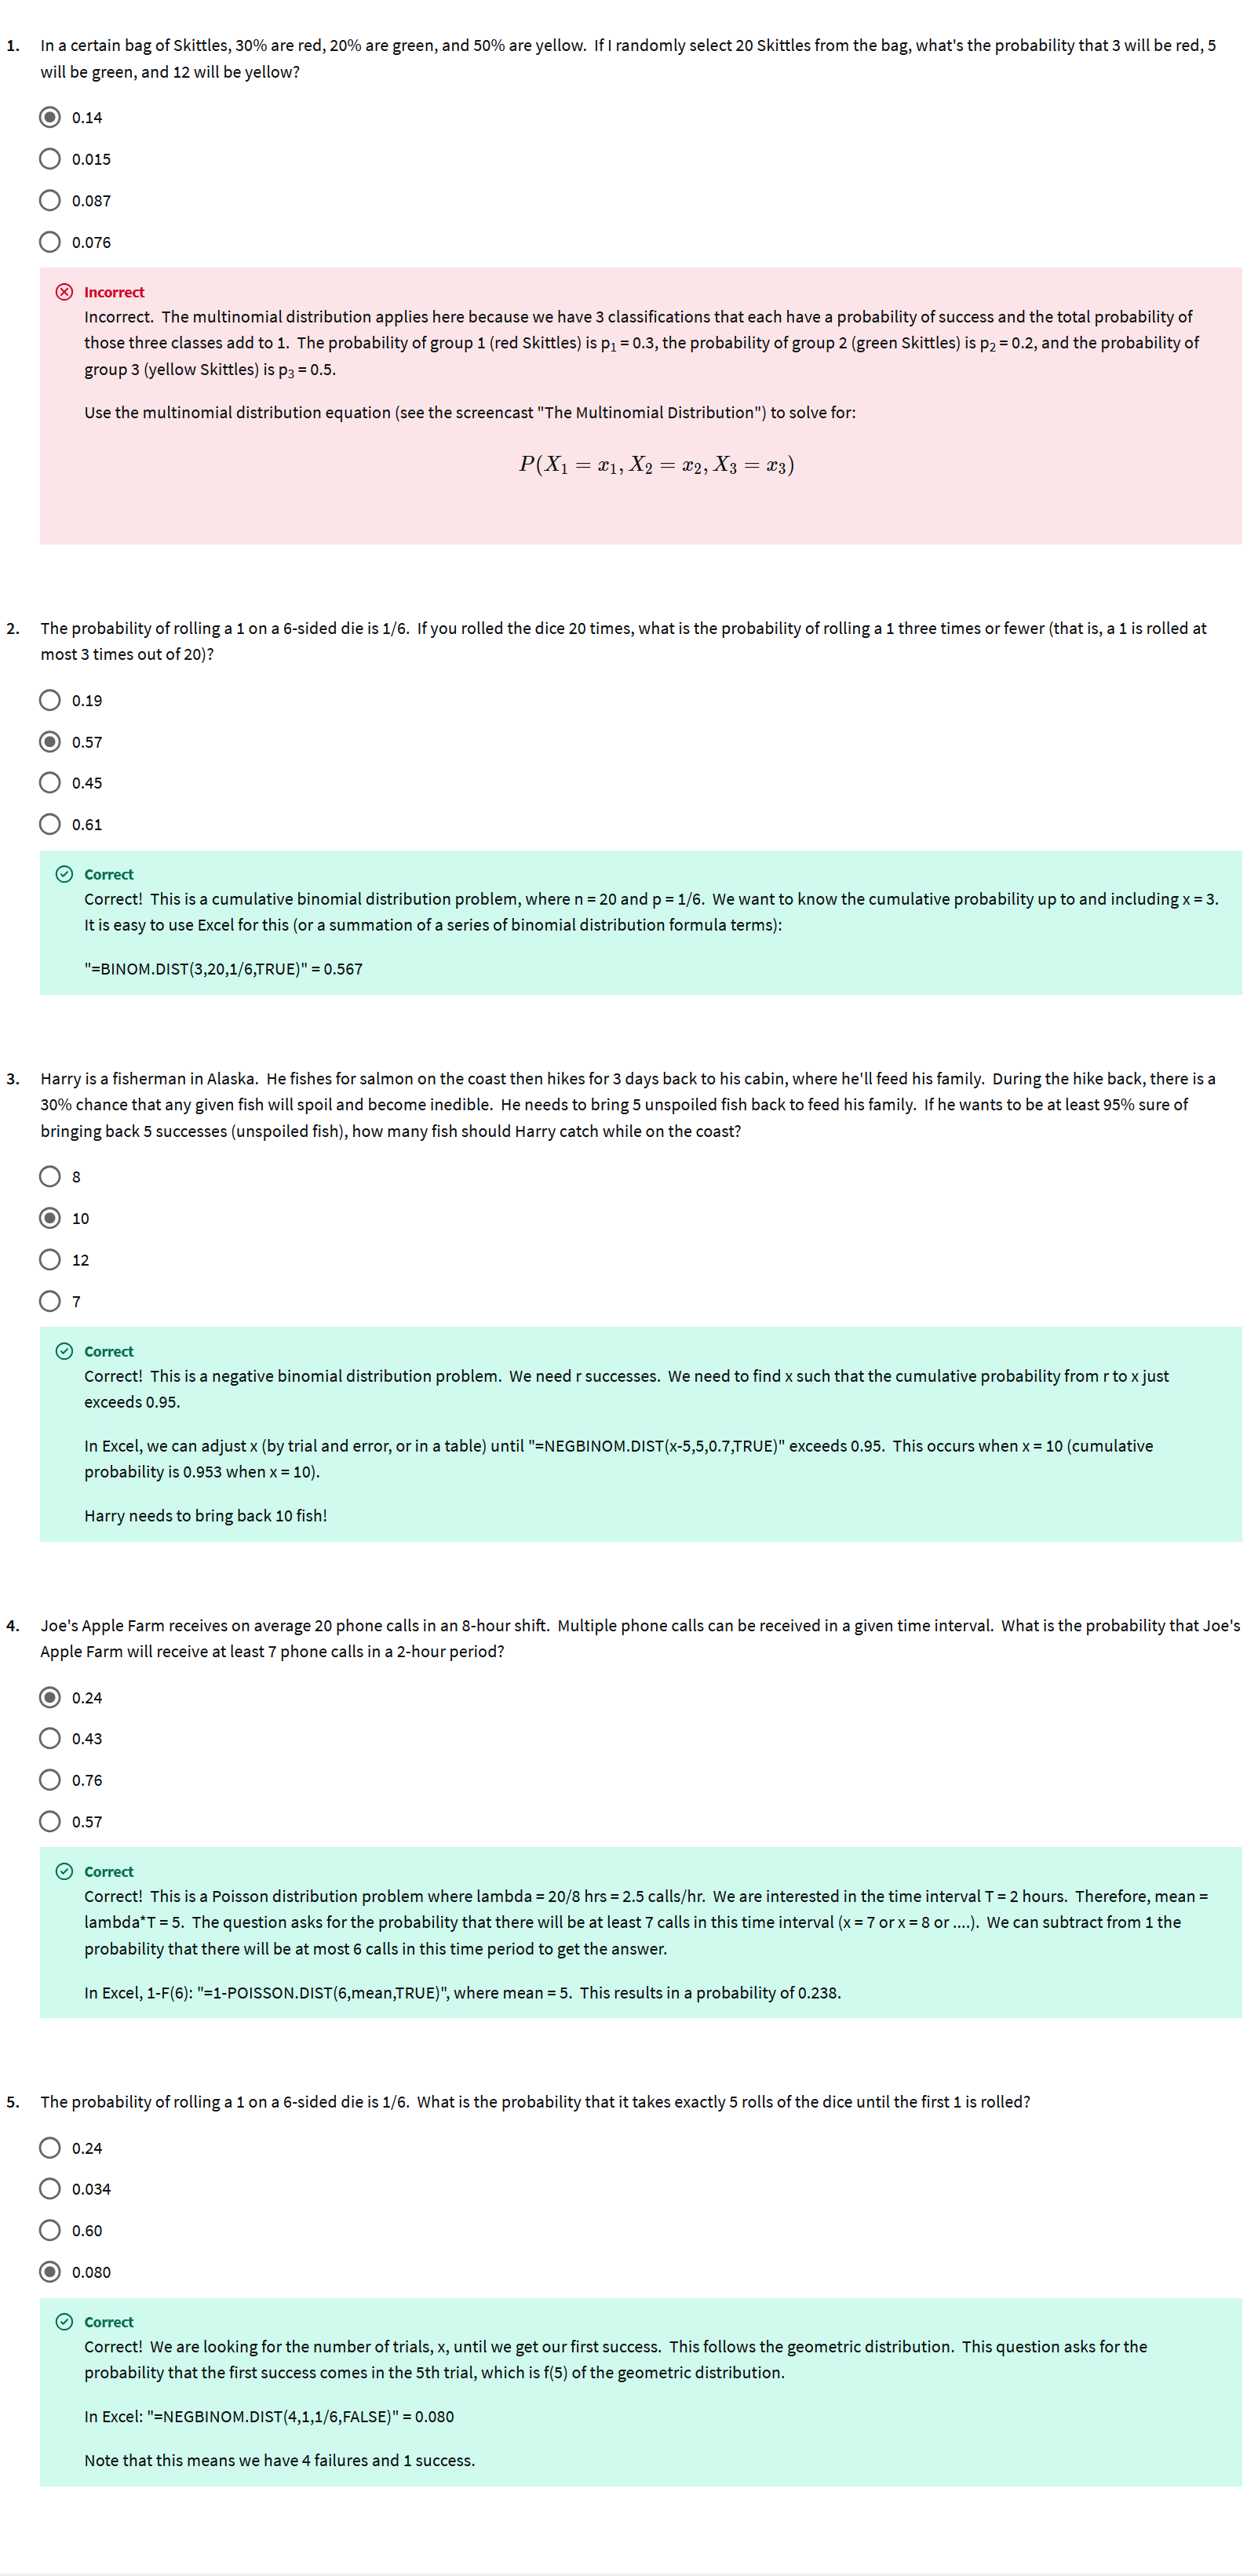 1. In a certain bag of Skittles, 30% are red, 20% are green, and 50% are yellow. If I randomly select 20 Skittles from the bag, what's the probability that 3 will be red, 5
will be green, and 12 will be yellow?
0.14
0.015
0.087
0.076
Incorrect
Incorrect. The multinomial distribution applies here because we have 3 classifications that each have a probability of success and the total probability of
those three classes add to 1. The probability of group 1 (red Skittles) is p₁ = 0.3, the probability of group 2 (green Skittles) is p₂ = 0.2, and the probability of
group 3 (yellow Skittles) is p₃ = 0.5.
Use the multinomial distribution equation (see the screencast "The Multinomial Distribution") to solve for:
P(X₁ = x₁, X₂ = x₂, X₃ = x₃)
2. The probability of rolling a 1 on a 6-sided die is 1/6. If you rolled the dice 20 times, what is the probability of rolling a 1 three times or fewer (that is, a 1 is rolled at
most 3 times out of 20)?
0.19
0.57
0.45
0.61
Correct
Correct! This is a cumulative binomial distribution problem, where n = 20 and p = 1/6. We want to know the cumulative probability up to and including x = 3.
It is easy to use Excel for this (or a summation of a series of binomial distribution formula terms):
"=BINOM.DIST(3,20,1/6,TRUE)" = 0.567
3. Harry is a fisherman in Alaska. He fishes for salmon on the coast then hikes for 3 days back to his cabin, where he'll feed his family. During the hike back, there is a
30% chance that any given fish will spoil and become inedible. He needs to bring 5 unspoiled fish back to feed his family. If he wants to be at least 95% sure of
bringing back 5 successes (unspoiled fish), how many fish should Harry catch while on the coast?
8
10
12
7
Correct
Correct! This is a negative binomial distribution problem. We need r successes. We need to find x such that the cumulative probability from r to x just
exceeds 0.95.
In Excel, we can adjust x (by trial and error, or in a table) until "=NEGBINOM.DIST(x-5,5,0.7,TRUE)" exceeds 0.95. This occurs when x = 10 (cumulative
probability is 0.953 when x = 10).
Harry needs to bring back 10 fish!
4. Joe's Apple Farm receives on average 20 phone calls in an 8-hour shift. Multiple phone calls can be received in a given time interval. What is the probability that Joe's
Apple Farm will receive at least 7 phone calls in a 2-hour period?
0.24
0.43
0.76
0.57
Correct
Correct! This is a Poisson distribution problem where lambda = 20/8 hrs = 2.5 calls/hr. We are interested in the time interval T = 2 hours. Therefore, mean =
lambda*T = 5. The question asks for the probability that there will be at least 7 calls in this time interval (x = 7 or x = 8 or ....). We can subtract from 1 the
probability that there will be at most 6 calls in this time period to get the answer.
In Excel, 1-F(6): "=1-POISSON.DIST(6,mean,TRUE)", where mean = 5. This results in a probability of 0.238.
5. The probability of rolling a 1 on a 6-sided die is 1/6. What is the probability that it takes exactly 5 rolls of the dice until the first 1 is rolled?
0.24
0.034
0.60
0.080
Correct
Correct! We are looking for the number of trials, x, until we get our first success. This follows the geometric distribution. This question asks for the
probability that the first success comes in the 5th trial, which is f(5) of the geometric distribution.
In Excel: "=NEGBINOM.DIST(4,1,1/6,FALSE)" = 0.080
Note that this means we have 4 failures and 1 success.